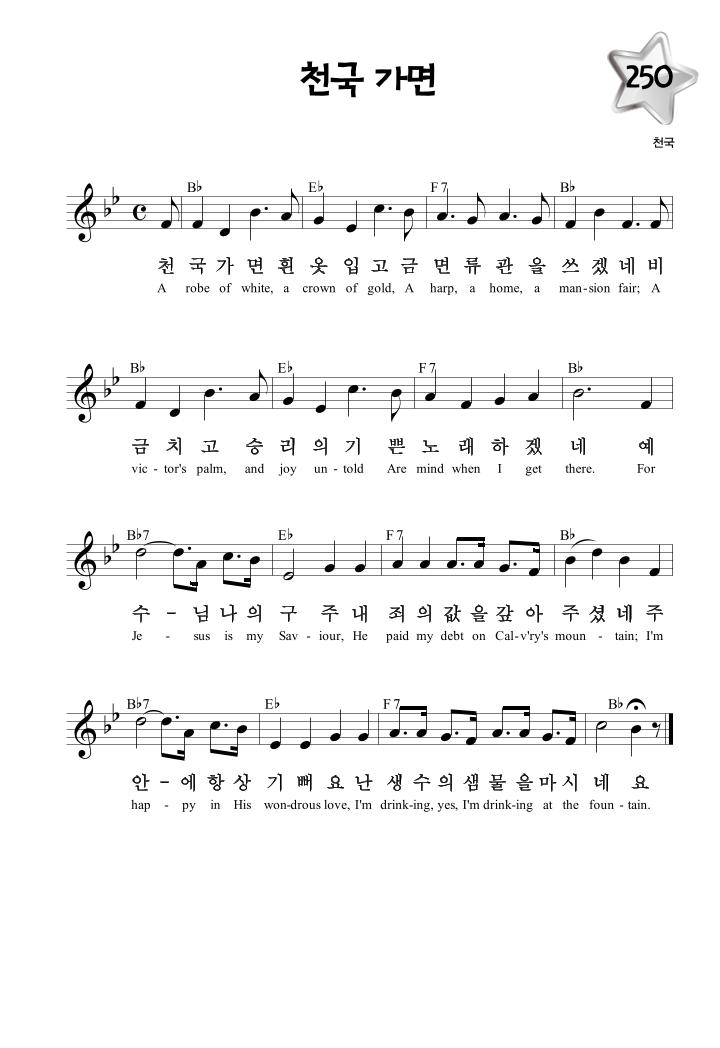 천국 가면
250
천국
B♭ E♭ F7 B♭
천 국 가 면 흰 옷 입 고 금 면 류 관 을 쓰 겠 네 비
A robe of white, a crown of gold, A harp, a home, a man-sion fair; A
B♭ E♭ F7 B♭
금 치 고 승 리 의 기 쁜 노 래 하 겠 네 예
vic - tor's palm, and joy un - told Are mind when I get there. For
B♭7 E♭ F7 B♭
수 - 님 나 의 구 주 내 죄 의 값 을 갚 아 주 셨 네 주
Je - sus is my Sav - iour, He paid my debt on Cal-v'ry's moun - tain; I'm
B♭7 E♭ F7 B♭
안 - 에 항 상 기 뻐 요 난 생 수 의 샘 물 을 마 시 네 요
hap - py in His won-drous love, I'm drink-ing, yes, I'm drink-ing at the foun - tain.